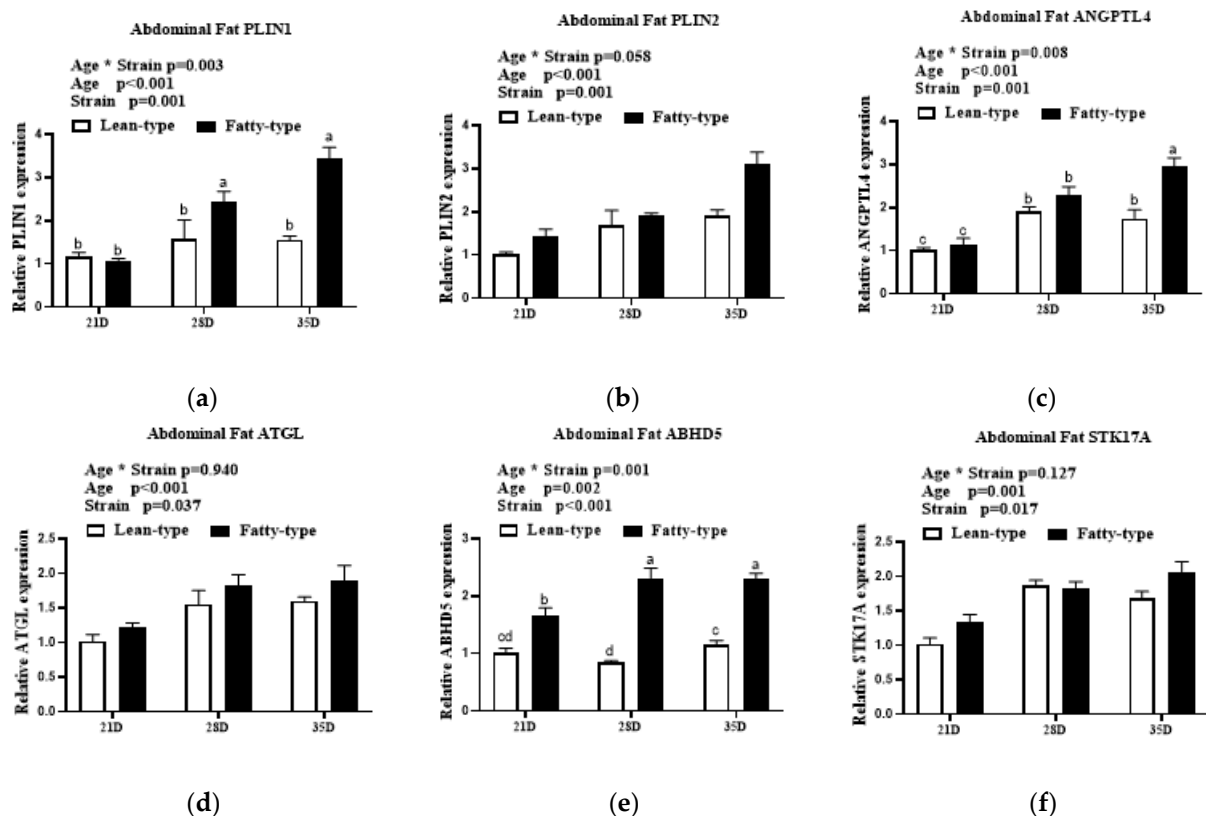 Abdominal Fat PLIN1
Age * Strain p=0.003
Age p<0.001
Strain p=0.001
Lean-type Fatty-type
Relative PLIN1 expression
4
3
2
1
0
b
b
b
a
b
a
21D
28D
35D
(a)
Abdominal Fat PLIN2
Age * Strain p=0.058
Age p<0.001
Strain p=0.001
Lean-type Fatty-type
Relative PLIN2 expression
4
3
2
1
0
21D
28D
35D
(b)
Abdominal Fat ANGPTL4
Age * Strain p=0.008
Age p<0.001
Strain p=0.001
Lean-type Fatty-type
Relative ANGPTL4 expression
4
3
2
1
0
c
c
b
b
b
a
21D
28D
35D
(c)
Abdominal Fat ATGL
Age * Strain p=0.940
Age p<0.001
Strain p=0.037
Lean-type Fatty-type
Relative ATGL expression
2.5
2.0
1.5
1.0
0.5
0.0
21D
28D
35D
(d)
Abdominal Fat ABHD5
Age * Strain p=0.001
Age p=0.002
Strain p<0.001
Lean-type Fatty-type
Relative ABHD5 expression
3
2
1
0
cd
b
d
a
c
a
21D
28D
35D
(e)
Abdominal Fat STK17A
Age * Strain p=0.127
Age p=0.001
Strain p=0.017
Lean-type Fatty-type
Relative STK17A expression
2.5
2.0
1.5
1.0
0.5
0.0
21D
28D
35D
(f)